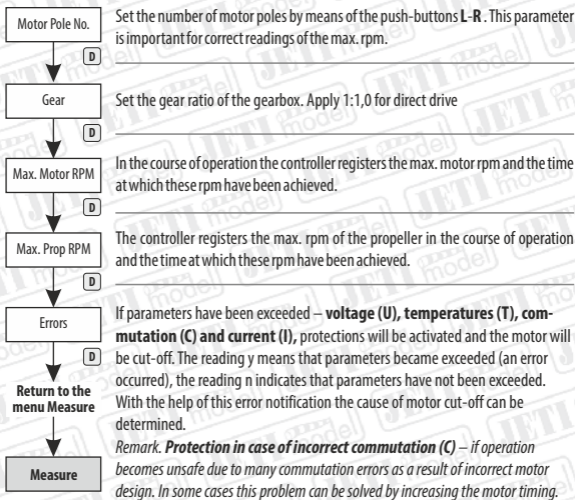 Motor Pole No.
Set the number of motor poles by means of the push-buttons L-R . This parameter
is important for correct readings of the max. rpm.
D
Gear
Set the gear ratio of the gearbox. Apply 1:1,0 for direct drive
D
Max. Motor RPM
In the course of operation the controller registers the max. motor rpm and the time
at which these rpm have been achieved.
D
Max. Prop RPM
The controller registers the max. rpm of the propeller in the course of operation
and the time at which these rpm have been achieved.
D
Errors
If parameters have been exceeded – voltage (U), temperatures (T), com-
mutation (C) and current (I), protections will be activated and the motor will
be cut-off. The reading y means that parameters became exceeded (an error
occurred), the reading n indicates that parameters have not been exceeded.
With the help of this error notification the cause of motor cut-off can be
determined.
D
Return to the
menu Measure
Remark. Protection in case of incorrect commutation (C) – if operation
becomes unsafe due to many commutation errors as a result of incorrect motor
design. In some cases this problem can be solved by increasing the motor timing.
Measure
JETI model